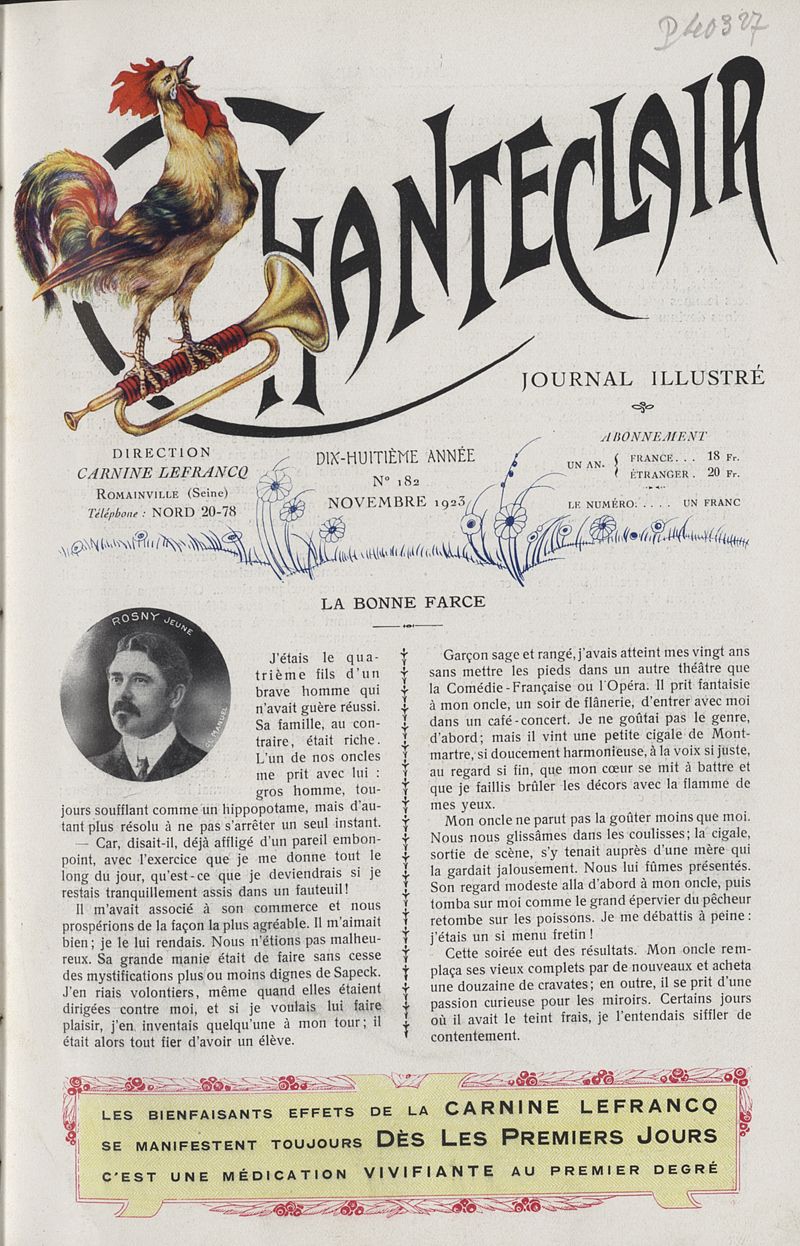 P 40327
CHANTECLAIR
JOURNAL ILLUSTRÉ
DIRECTION
CARNINE LEFRANCQ
ROMAINVILLE (Seine)
Téléphone : NORD 20-78
DIX-HUITIÈME ANNÉE
N° 182
NOVEMBRE 1923
ABONNEMENT
UN AN. { FRANCE. . . 18 Fr.
ÉTRANGER . 20 Fr.
LE NUMÉRO. . . . . UN FRANC
LA BONNE FARCE
ROSNY JEUNE
CL. MANUEL
J'étais le qua-
trième fils d'un
brave homme qui
n'avait guère réussi.
Sa famille, au con-
traire, était riche.
L'un de nos oncles
me prit avec lui :
gros homme, tou-
jours soufflant comme un hippopotame, mais d'au-
tant plus résolu à ne pas s'arrêter un seul instant.
— Car, disait-il, déjà affligé d'un pareil embon-
point, avec l'exercice que je me donne tout le
long du jour, qu'est-ce que je deviendrais si je
restais tranquillement assis dans un fauteuil!
Il m'avait associé à son commerce et nous
prospérions de la façon la plus agréable. Il m'aimait
bien ; je le lui rendais. Nous n'étions pas malheu-
reux. Sa grande manie était de faire sans cesse
des mystifications plus ou moins dignes de Sapeck.
J'en riais volontiers, même quand elles étaient
dirigées contre moi, et si je voulais lui faire
plaisir, j'en inventais quelqu'une à mon tour ; il
était alors tout fier d'avoir un élève.
Garçon sage et rangé, j'avais atteint mes vingt ans
sans mettre les pieds dans un autre théâtre que
la Comédie-Française ou l'Opéra. Il prit fantaisie
à mon oncle, un soir de flânerie, d'entrer avec moi
dans un café-concert. Je ne goûtai pas le genre,
d'abord ; mais il vint une petite cigale de Mont-
martre, si doucement harmonieuse, à la voix si juste,
au regard si fin, que mon cœur se mit à battre et
que je faillis brûler les décors avec la flamme de
mes yeux.
Mon oncle ne parut pas la goûter moins que moi.
Nous nous glissâmes dans les coulisses ; la cigale,
sortie de scène, s'y tenait auprès d'une mère qui
la gardait jalousement. Nous lui fûmes présentés.
Son regard modeste alla d'abord à mon oncle, puis
tomba sur moi comme le grand épervier du pêcheur
retombe sur les poissons. Je me débattis à peine :
j'étais un si menu fretin !
Cette soirée eut des résultats. Mon oncle rem-
plaça ses vieux complets par de nouveaux et acheta
une douzaine de cravates ; en outre, il se prit d'une
passion curieuse pour les miroirs. Certains jours
où il avait le teint frais, je l'entendais siffler de
contentement.
LES BIENFAISANTS EFFETS DE LA CARNINE LEFRANCQ
SE MANIFESTENT TOUJOURS DÈS LES PREMIERS JOURS
C'EST UNE MÉDICATION VIVIFIANTE AU PREMIER DEGRÉ